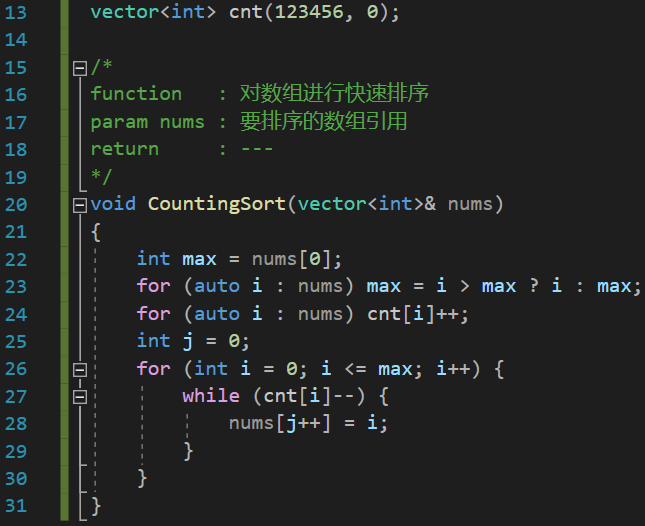 13 vector<int> cnt(123456, 0);
14
15 /*
16 function   : 对数组进行快速排序
17 param nums : 要排序的数组引用
18 return     : ---
19 */
20 void CountingSort(vector<int>& nums)
21 {
22     int max = nums[0];
23     for (auto i : nums) max = i > max ? i : max;
24     for (auto i : nums) cnt[i]++;
25     int j = 0;
26     for (int i = 0; i <= max; i++) {
27         while (cnt[i]--) {
28             nums[j++] = i;
29         }
30     }
31 }